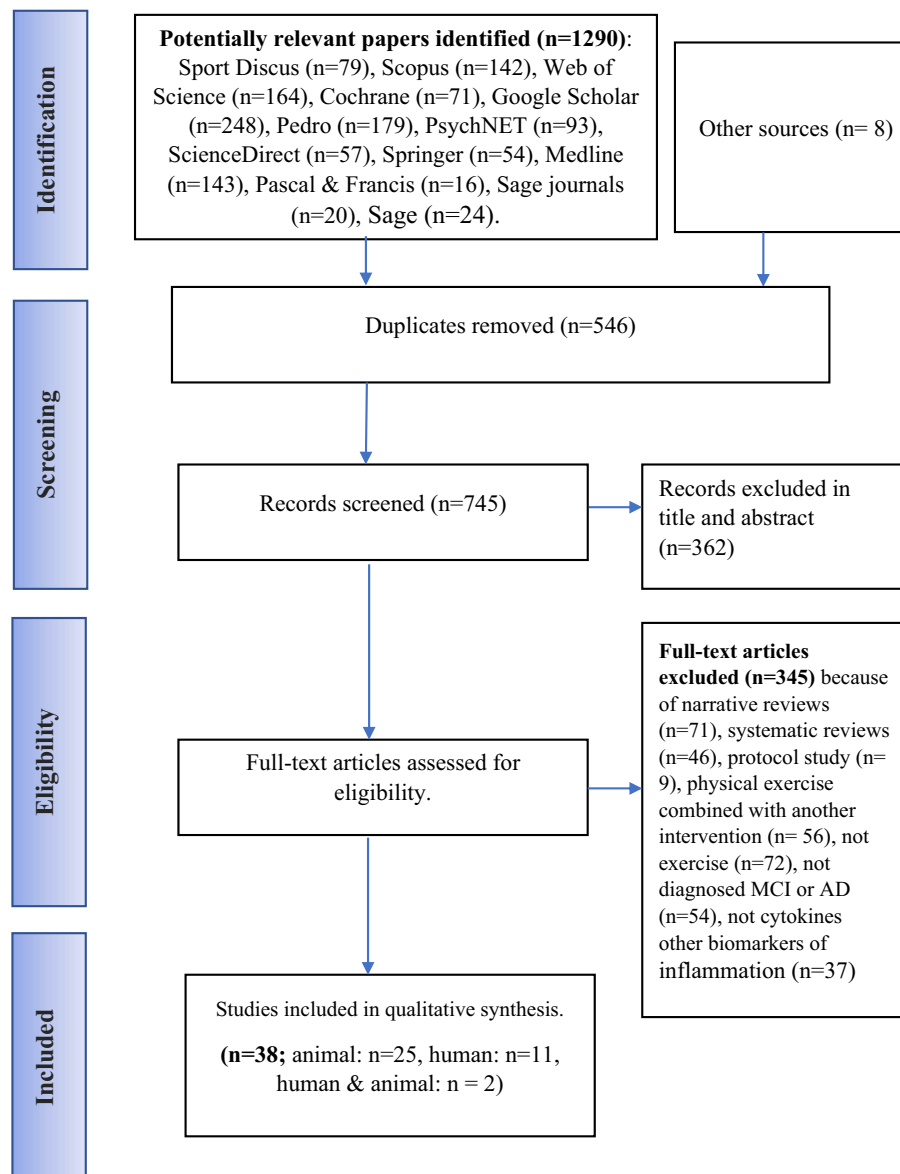 Identification
Potentially relevant papers identified (n=1290):
Sport Discus (n=79), Scopus (n=142), Web of
Science (n=164), Cochrane (n=71), Google Scholar
(n=248), Pedro (n=179), PsychNET (n=93),
ScienceDirect (n=57), Springer (n=54), Medline
(n=143), Pascal & Francis (n=16), Sage journals
(n=20), Sage (n=24).
Other sources (n= 8)
Screening
Duplicates removed (n=546)
Records screened (n=745)
Records excluded in
title and abstract
(n=362)
Eligibility
Full-text articles assessed for
eligibility.
Full-text articles
excluded (n=345) because
of narrative reviews
(n=71), systematic reviews
(n=46), protocol study (n=
9), physical exercise
combined with another
intervention (n= 56), not
exercise (n=72), not
diagnosed MCI or AD
(n=54), not cytokines
other biomarkers of
inflammation (n=37)
Included
Studies included in qualitative synthesis.
(n=38; animal: n=25, human: n=11,
human & animal: n = 2)